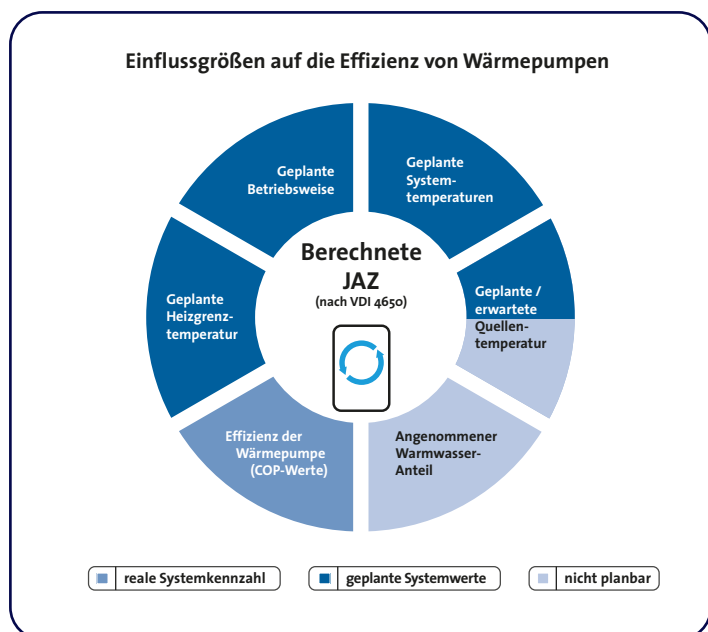 Einflussgrößen auf die Effizienz von Wärmepumpen
Geplante
Betriebsweise
Geplante
System-
temperaturen
Geplante
Heizgrenz-
temperatur
Berechnete
JAZ
(nach VDI 4650)
Geplante /
erwartete
Quellen-
temperatur
Effizienz der
Wärmepumpe
(COP-Werte)
Angenommener
Warmwasser-
Anteil
reale Systemkennzahl
geplante Systemwerte
nicht planbar